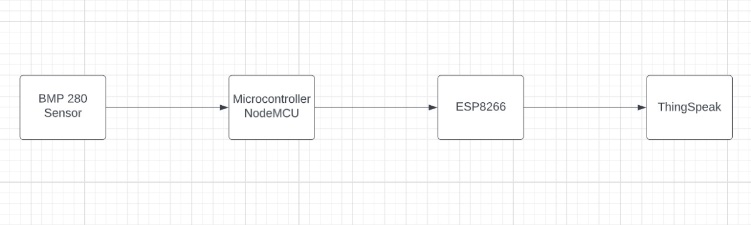 BMP 280
Sensor
Microcontroller
NodeMCU
ESP8266
ThingSpeak